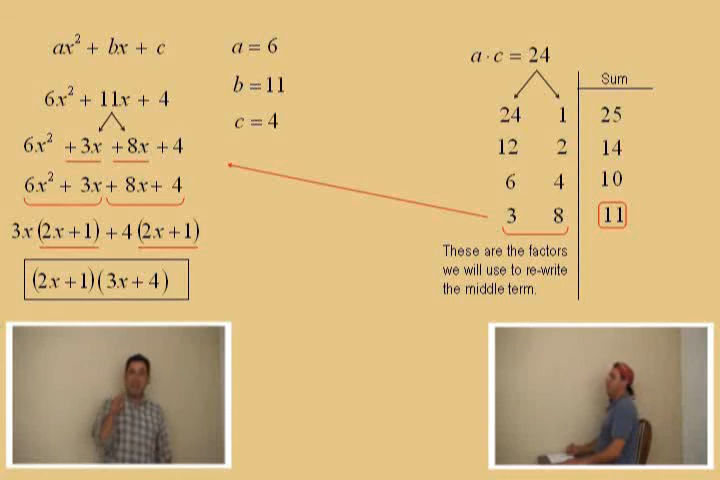 ax² + bx + c
a = 6
6x² + 11x + 4
b = 11
6x² + 3x + 8x + 4
c = 4
6x² + 3x + 8x + 4
3x(2x+1) + 4(2x+1)
(2x+1)(3x+4)
a · c = 24
Sum
24 1 25
12 2 14
6 4 10
3 8 11
These are the factors
we will use to re-write
the middle term.